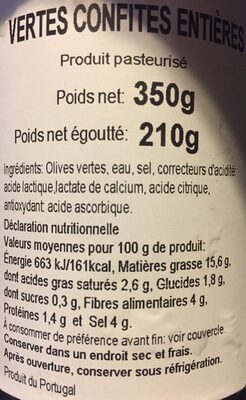 VERTES CONFITES ENTIÈRES
Produit pasteurisé
Poids net: 350g
Poids net égoutté: 210g
Ingrédients: Olives vertes, eau, sel, correcteurs d'acidité:
acide lactique,lactate de calcium, acide citrique,
antioxydant: acide ascorbique.
Déclaration nutritionnelle
Valeurs moyennes pour 100 g de produit:
Énergie 663 kJ/161kcal, Matières grasse 15,6 g,
dont acides gras saturés 2,6 g, Glucides 1,8 g,
dont sucres 0,3 g, Fibres alimentaires 4 g,
Protéines 1,4 g et Sel 4 g.
A consommer de préférence avant fin: voir couvercle.
Conserver dans un endroit sec et frais.
Après ouverture, conserver sous réfrigération.
Produit du Portugal